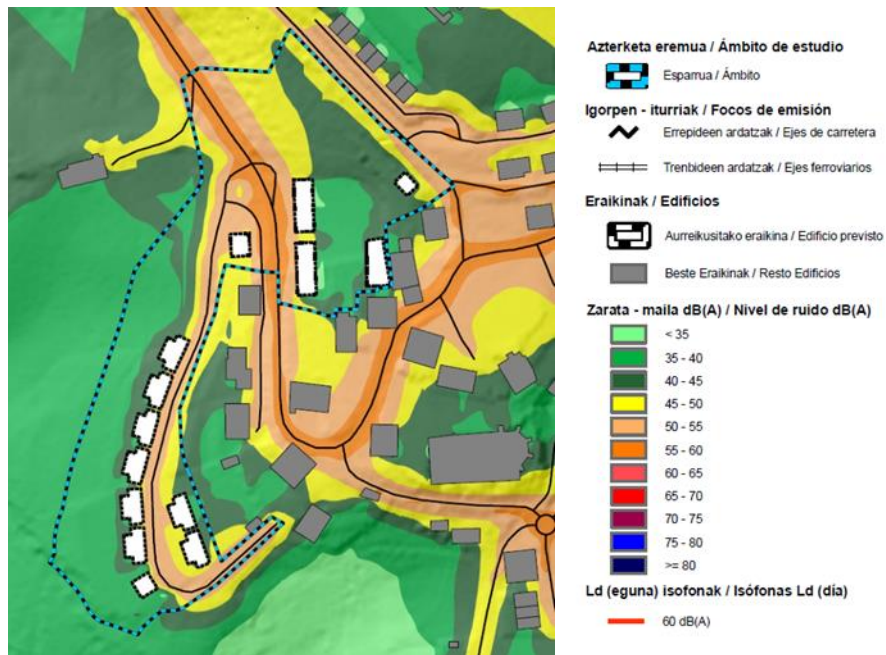 Azterketa eremua / Ámbito de estudio
Esparrua / Ámbito
Igorpen - iturriak / Focos de emisión
Errepideen ardatzak / Ejes de carretera
Trenbideen ardatzak / Ejes ferroviarios
Eraikinak / Edificios
Aurreikusitako eraikina / Edificio previsto
Beste Eraikinak / Resto Edificios
Zarata - maila dB(A) / Nivel de ruido dB(A)
< 35
35 - 40
40 - 45
45 - 50
50 - 55
55 - 60
60 - 65
65 - 70
70 - 75
75 - 80
>= 80
Ld (eguna) isofonak / Isófonas Ld (día)
60 dB(A)